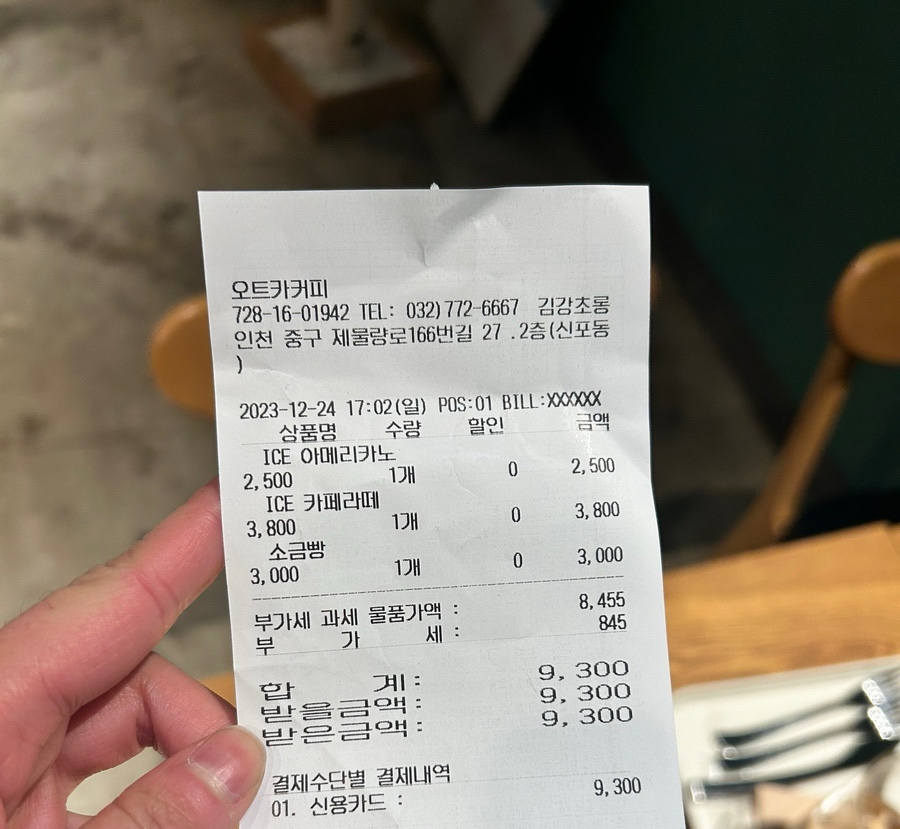 오트카커피
728-16-01942 TEL: 032)772-6667 김강초롱
인천 중구 제물량로166번길 27 .2층(신포동
)
2023-12-24 17:02(일) POS:01 BILL:XXXXXX
상품명 수량 할인 금액
ICE 아메리카노
2,500 1개 0 2,500
ICE 카페라떼
3,800 1개 0 3,800
소금빵
3,000 1개 0 3,000
부가세 과세 물품가액 : 8,455
부 가 세 : 845
합 계: 9,300
받을금액: 9,300
받은금액: 9,300
결제수단별 결제내역
01. 신용카드 : 9,300